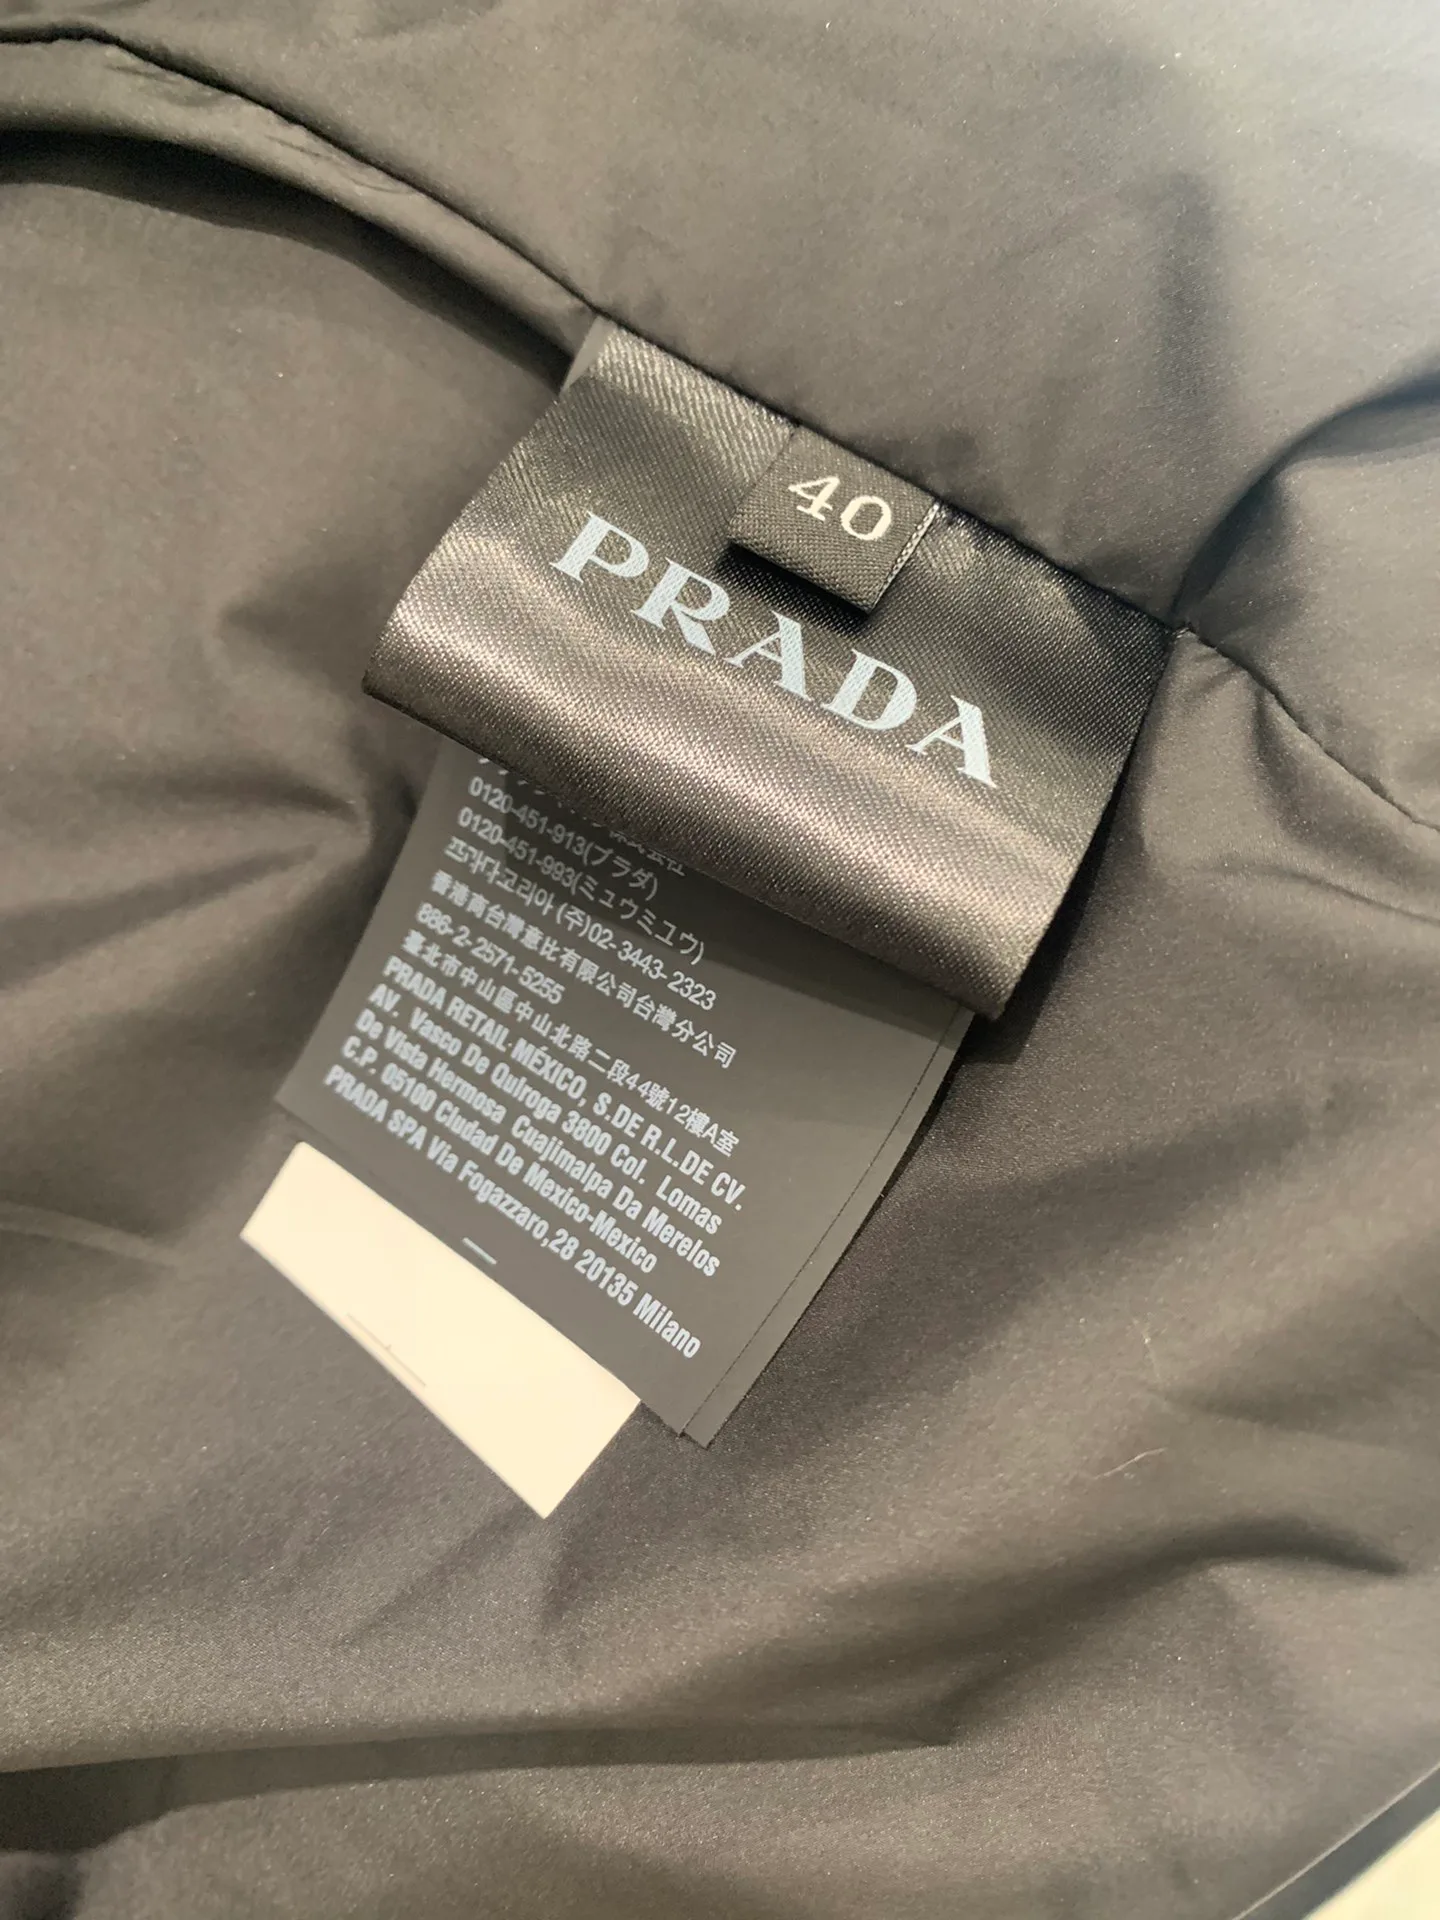 40
PRADA
0120-451-913(プラダ)
0120-451-993(ミュウミュウ)
프라다코리아(주)02-3443-2323
香港商台灣意比有限公司台灣分公司
886-2-2571-5255
臺北市中山區中山北路二段44號12樓A室
PRADA RETAIL MÉXICO, S.DE R.L.DE CV.
AV. Vasco De Quiroga 3800 Col. Lomas
De Vista Hermosa Cuajimalpa Da Merelos
C.P. 05100 Ciudad De Mexico-Mexico
PRADA SPA Via Fogazzaro,28 20135 Milano